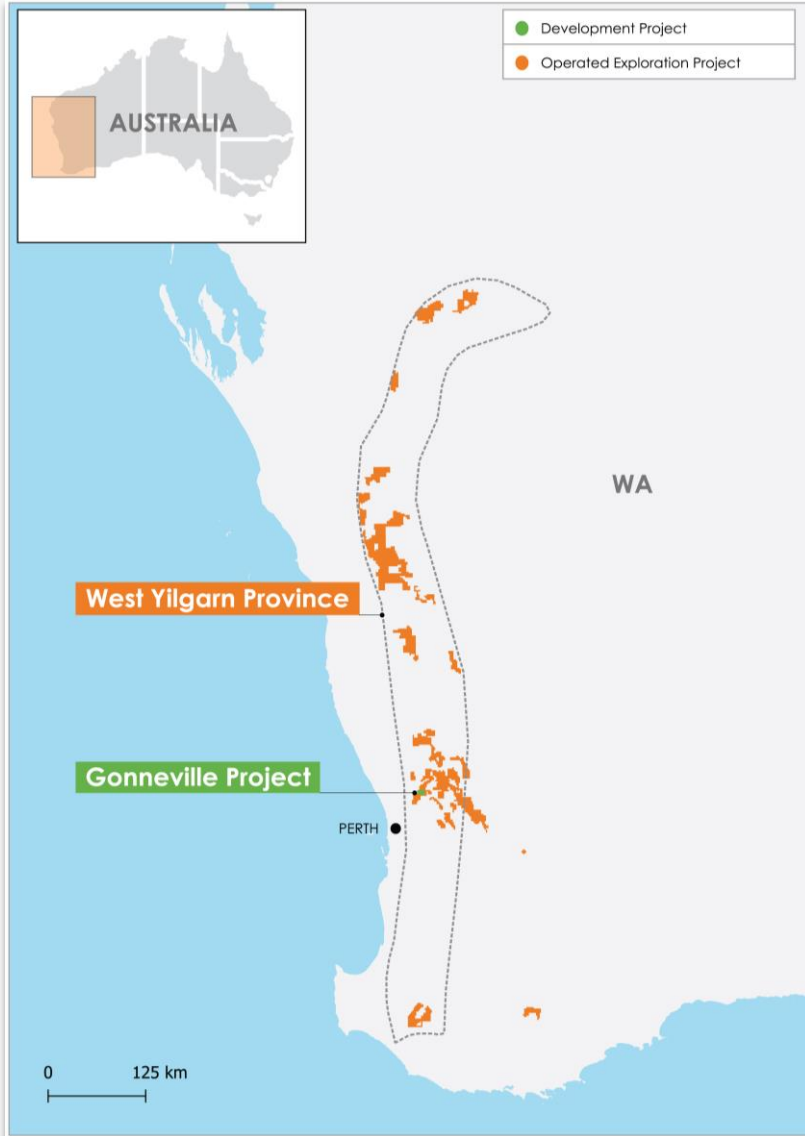 AUSTRALIA
Development Project
Operated Exploration Project
WA
West Yilgarn Province
Gonneville Project
PERTH
0 125 km